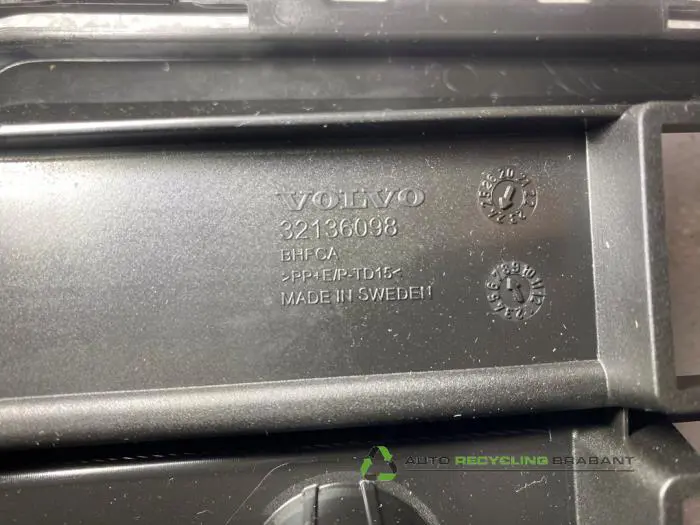 VOLVO
32136098
BHFCA
>PP+E/P-TD15<
MADE IN SWEDEN
AUTO RECYCLING BRABANT